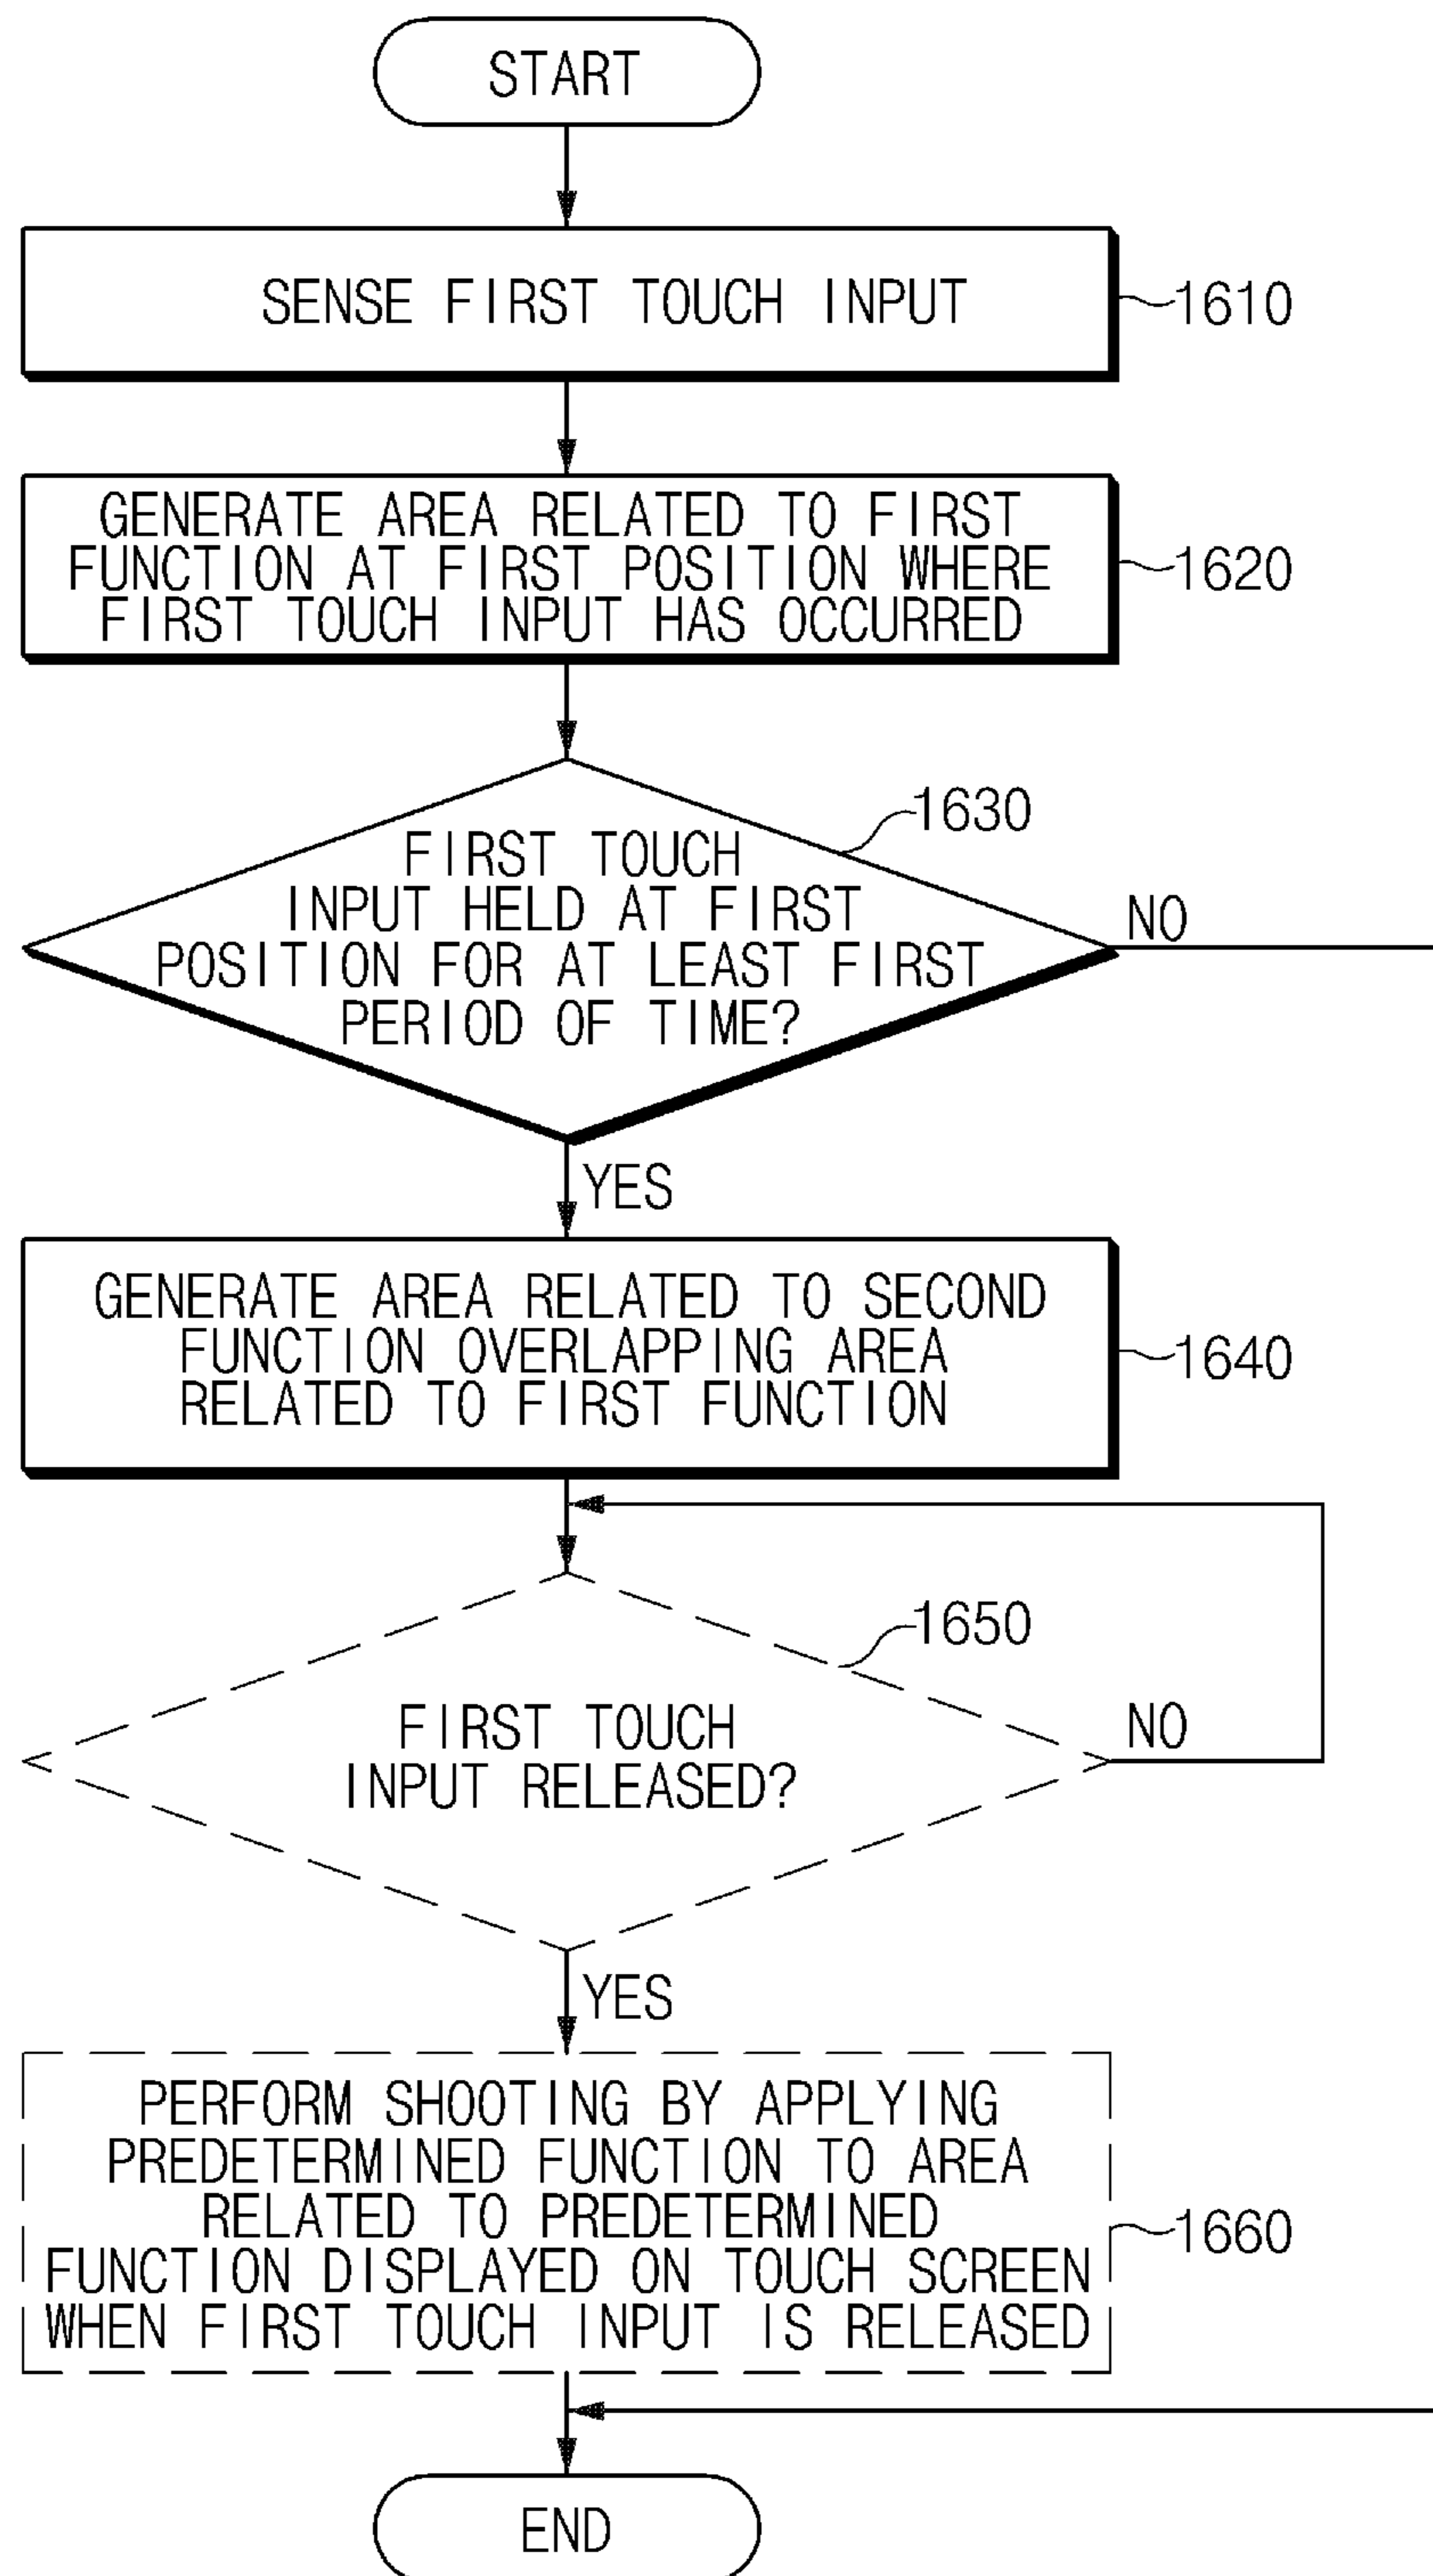 START
SENSE FIRST TOUCH INPUT
1610
GENERATE AREA RELATED TO FIRST
FUNCTION AT FIRST POSITION WHERE
FIRST TOUCH INPUT HAS OCCURRED
1620
1630
FIRST TOUCH
INPUT HELD AT FIRST
POSITION FOR AT LEAST FIRST
PERIOD OF TIME?
NO
YES
GENERATE AREA RELATED TO SECOND
FUNCTION OVERLAPPING AREA
RELATED TO FIRST FUNCTION
1640
1650
FIRST TOUCH
INPUT RELEASED?
NO
YES
PERFORM SHOOTING BY APPLYING
PREDETERMINED FUNCTION TO AREA
RELATED TO PREDETERMINED
FUNCTION DISPLAYED ON TOUCH SCREEN
WHEN FIRST TOUCH INPUT IS RELEASED
1660
END